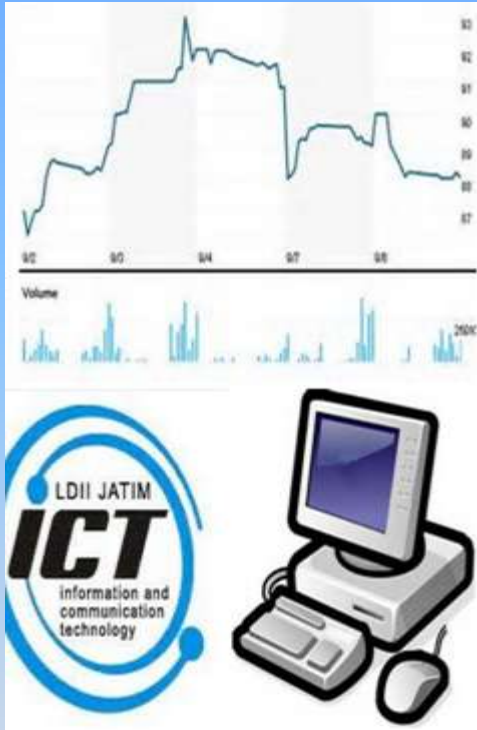 93
92
91
90
89
88
87
9/2 9/3 9/4 9/7 9/8
Volume
LDII JATIM
ICT
information and
communication
technology